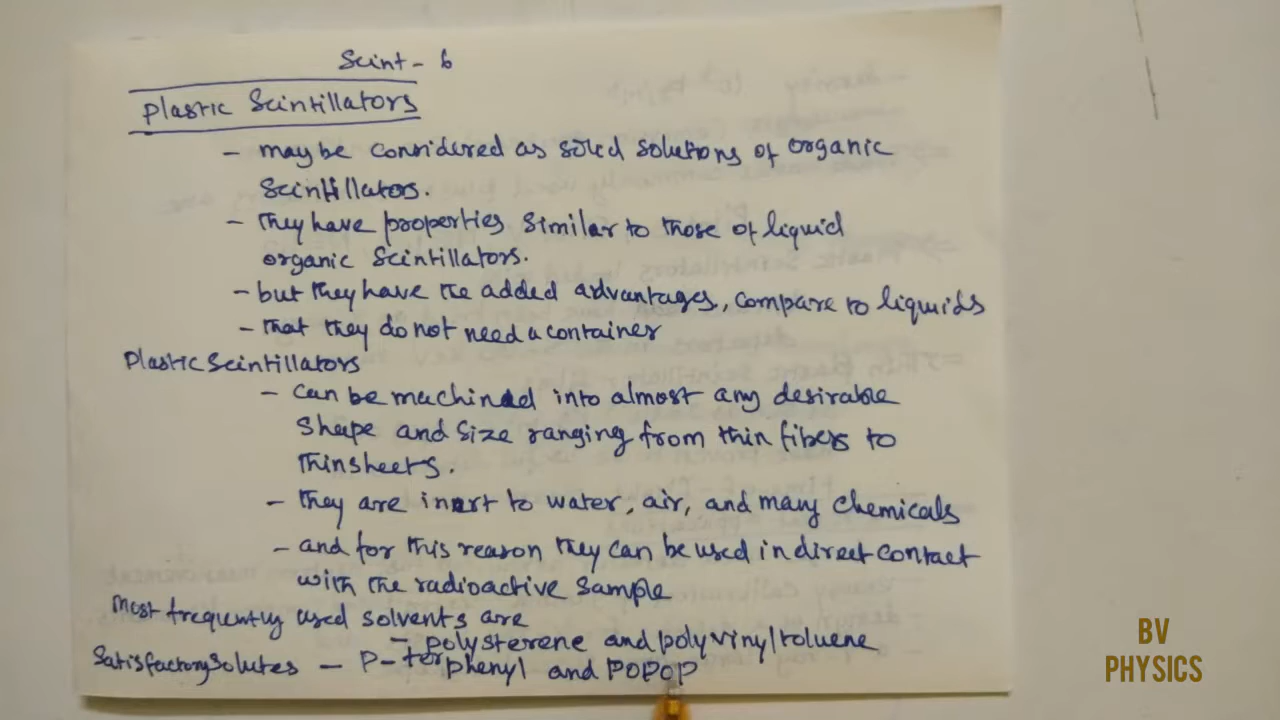 Scint - 6
Plastic Scintillators
- may be considered as solid solutions of organic
Scintillators.
- They have properties similar to those of liquid
organic scintillators.
- but they have the added advantages, compare to liquids
- that they do not need a container
Plastic Scintillators
- can be machined into almost any desirable
shape and size ranging from thin fibers to
thin sheets.
- they are inert to water, air, and many chemicals
- and for this reason they can be used in direct contact
with the radioactive sample
most frequently used solvents are
- polysterene and polyvinyltoluene
Satisfactory solutes - P-terphenyl and POPOP
BV
PHYSICS